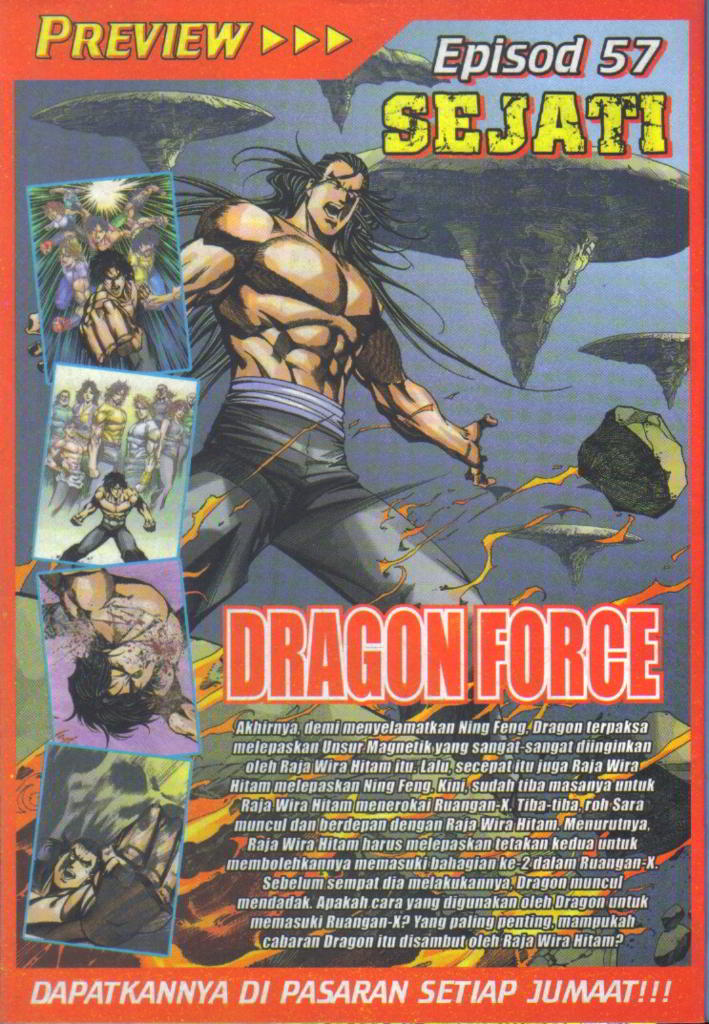 PREVIEW
Episod 57
SEJATI
DRAGON FORCE
Akhirnya, demi menyelamatkan Ning Feng, Dragon terpaksa
melepaskan Unsur Magnetik yang sangat-sangat diinginkan
oleh Raja Wira Hitam itu. Lalu, secepat itu juga Raja Wira
Hitam melepaskan Ning Feng. Kini, sudah tiba masanya untuk
Raja Wira Hitam menerokai Ruangan-X. Tiba-tiba, roh Sara
muncul dan berdepan dengan Raja Wira Hitam. Menurutnya,
Raja Wira Hitam harus melepaskan tetakan kedua untuk
membolehkannya memasuki bahagian ke-2 dalam Ruangan-X.
Sebelum sempat dia melakukannya, Dragon muncul
mendadak. Apakah cara yang digunakan oleh Dragon untuk
memasuki Ruangan-X? Yang paling penting, mampukah
cabaran Dragon itu disambut oleh Raja Wira Hitam?
DAPATKANNYA DI PASARAN SETIAP JUMAAT!!!